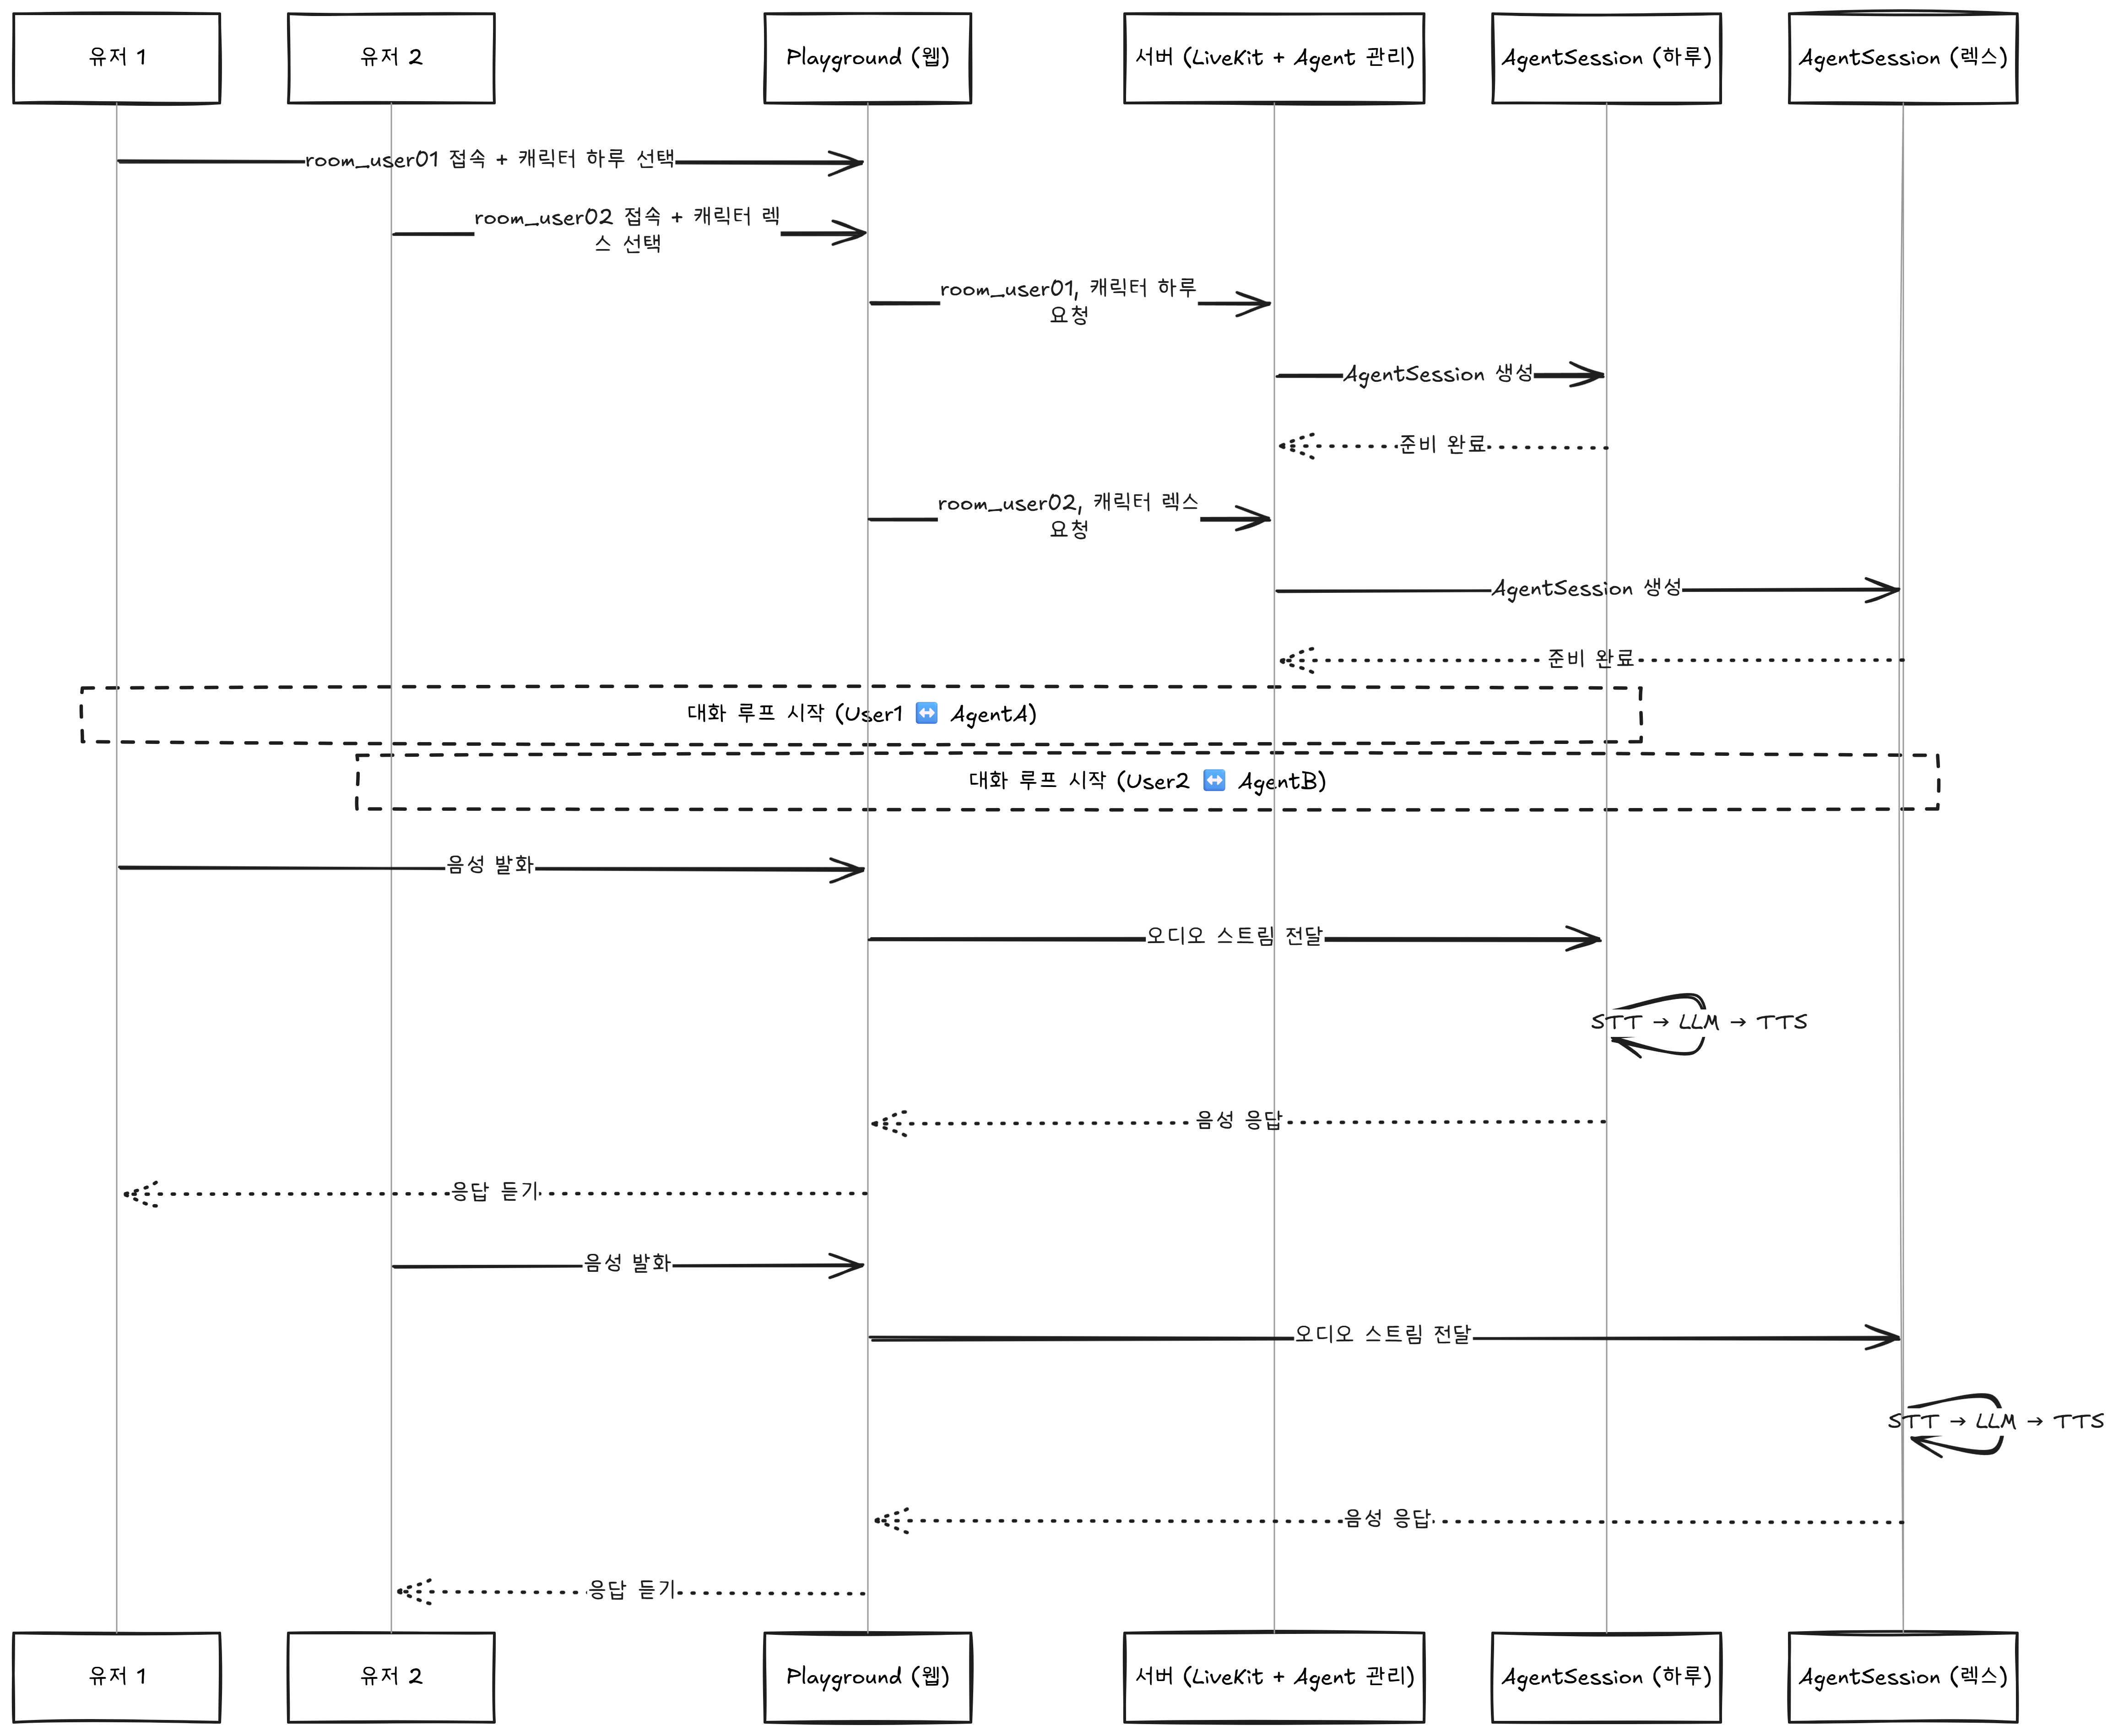 유저 1
유저 2
Playground (웹)
서버 (LiveKit + Agent 관리)
AgentSession (하루)
AgentSession (렉스)
room_user01 접속 + 캐릭터 하루 선택
room_user02 접속 + 캐릭터 렉
스 선택
room_user01, 캐릭터 하루
요청
AgentSession 생성
준비 완료
room_user02, 캐릭터 렉스
요청
AgentSession 생성
준비 완료
대화 루프 시작 (User1 ↔️ AgentA)
대화 루프 시작 (User2 ↔️ AgentB)
음성 발화
오디오 스트림 전달
STT → LLM → TTS
음성 응답
응답 듣기
음성 발화
오디오 스트림 전달
STT → LLM → TTS
음성 응답
응답 듣기
유저 1
유저 2
Playground (웹)
서버 (LiveKit + Agent 관리)
AgentSession (하루)
AgentSession (렉스)